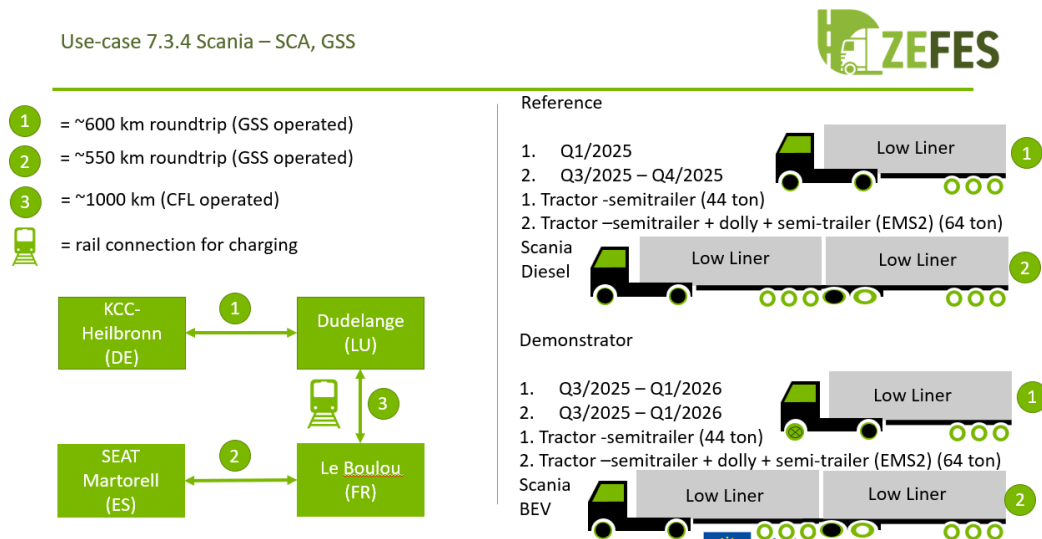 Use-case 7.3.4 Scania – SCA, GSS
ZEFES
1 = ~600 km roundtrip (GSS operated)
2 = ~550 km roundtrip (GSS operated)
3 = ~1000 km (CFL operated)
= rail connection for charging
KCC-
Heilbronn
(DE)
1
Dudelange
(LU)
3
SEAT
Martorell
(ES)
2
Le Boulou
(FR)
Reference
1. Q1/2025
2. Q3/2025 – Q4/2025
1. Tractor -semitrailer (44 ton)
2. Tractor –semitrailer + dolly + semi-trailer (EMS2) (64 ton)
Scania
Diesel
Low Liner
1
Low Liner
Low Liner
2
Demonstrator
1. Q3/2025 – Q1/2026
2. Q3/2025 – Q1/2026
1. Tractor -semitrailer (44 ton)
2. Tractor –semitrailer + dolly + semi-trailer (EMS2) (64 ton)
Scania
BEV
Low Liner
1
Low Liner
Low Liner
2